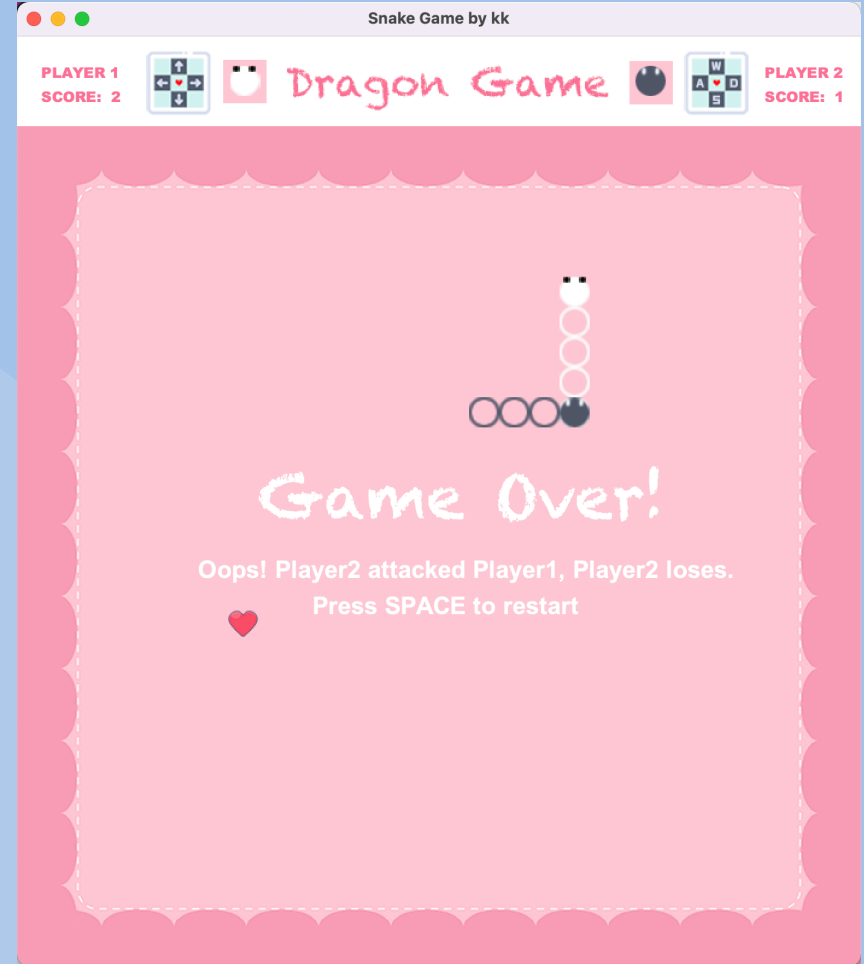 Snake Game by kk
PLAYER 1
SCORE: 2
Dragon Game
W
A D
S
PLAYER 2
SCORE: 1
Game Over!
Oops! Player2 attacked Player1, Player2 loses.
Press SPACE to restart